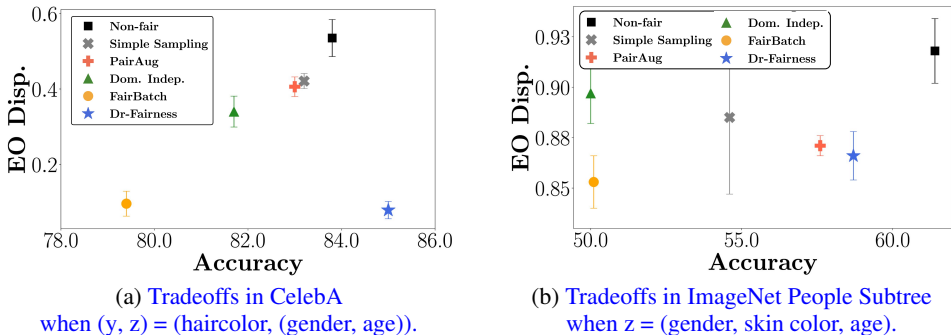 EO Disp.
0.6
0.4
0.2
Non-fair
Simple Sampling
PairAug
Dom. Indep.
FairBatch
Dr-Fairness
78.0 80.0 82.0 84.0 86.0
Accuracy
(a) Tradeoffs in CelebA
when (y, z) = (haircolor, (gender, age)).
EO Disp.
0.93
0.90
0.88
0.85
Non-fair
Simple Sampling
PairAug
Dom. Indep.
FairBatch
Dr-Fairness
50.0 55.0 60.0
Accuracy
(b) Tradeoffs in ImageNet People Subtree
when z = (gender, skin color, age).